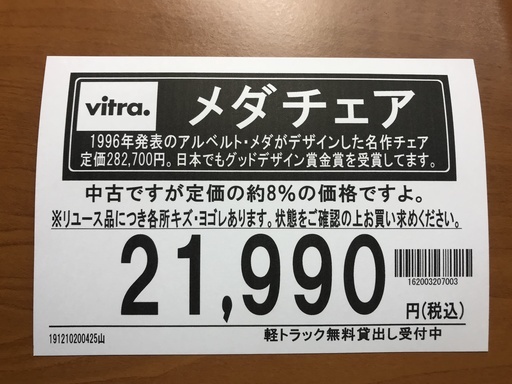 vitra.
メダチェア
1996年発表のアルベルト・メダがデザインした名作チェア
定価282,700円。日本でもグッドデザイン賞金賞を受賞してます。
中古ですが定価の約8%の価格ですよ。
※リユース品につき各所キズ・ヨゴレあります。状態をご確認の上お買い求めください。
21,990
162003207003
円(税込)
191210200425山
軽トラック無料貸出し受付中